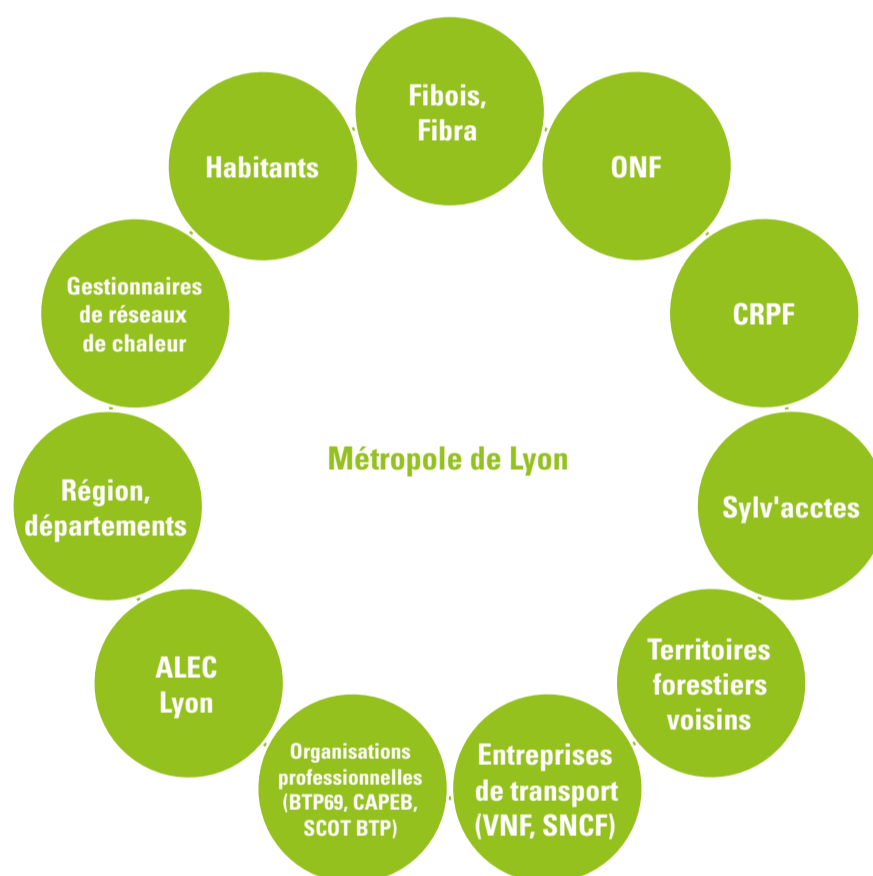 Fibois,
Fibra
ONF
CRPF
Sylv'acctes
Territoires
forestiers
voisins
Entreprises
de transport
(VNF, SNCF)
Organisations
professionnelles
(BTP69, CAPEB,
SCOT BTP)
ALEC
Lyon
Région,
départements
Gestionnaires
de réseaux
de chaleur
Habitants
Métropole de Lyon